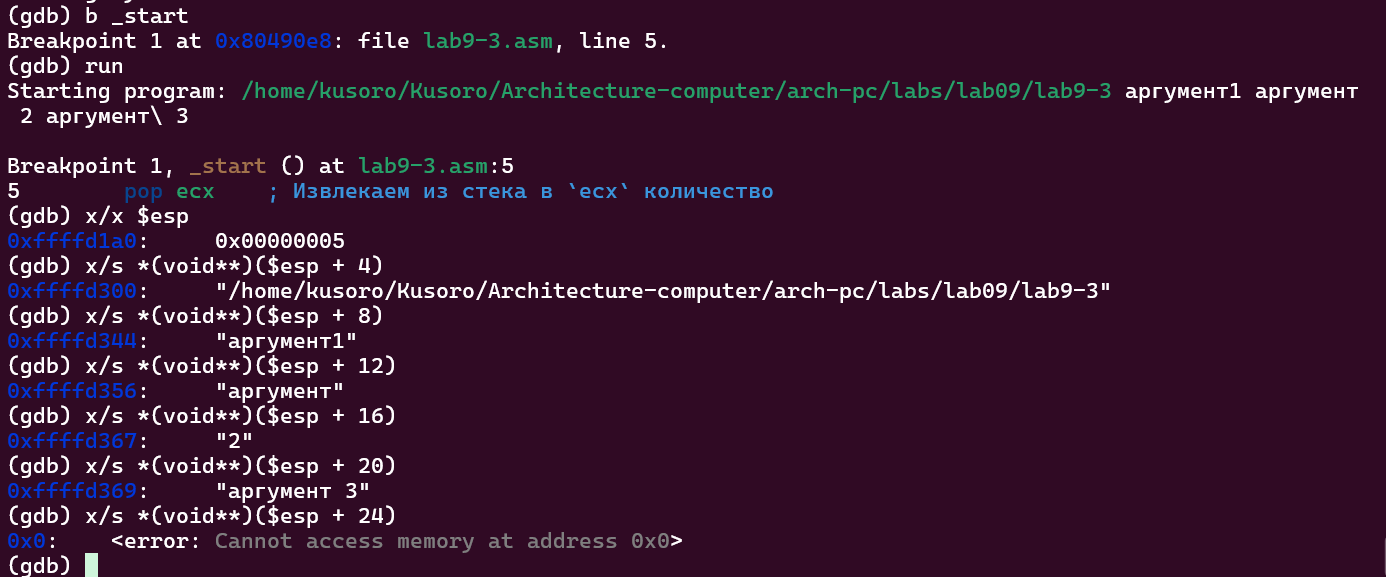 (gdb) b _start
Breakpoint 1 at 0x80490e8: file lab9-3.asm, line 5.
(gdb) run
Starting program: /home/kusoro/Kusoro/Architecture-computer/arch-pc/labs/lab09/lab9-3 аргумент1 аргумент
 2 аргумент\ 3

Breakpoint 1, _start () at lab9-3.asm:5
5        pop ecx    ; Извлекаем из стека в `ecx` количество
(gdb) x/x $esp
0xffffd1a0:     0x00000005
(gdb) x/s *(void**)($esp + 4)
0xffffd300:     "/home/kusoro/Kusoro/Architecture-computer/arch-pc/labs/lab09/lab9-3"
(gdb) x/s *(void**)($esp + 8)
0xffffd344:     "аргумент1"
(gdb) x/s *(void**)($esp + 12)
0xffffd356:     "аргумент"
(gdb) x/s *(void**)($esp + 16)
0xffffd367:     "2"
(gdb) x/s *(void**)($esp + 20)
0xffffd369:     "аргумент 3"
(gdb) x/s *(void**)($esp + 24)
0x0:    <error: Cannot access memory at address 0x0>
(gdb)